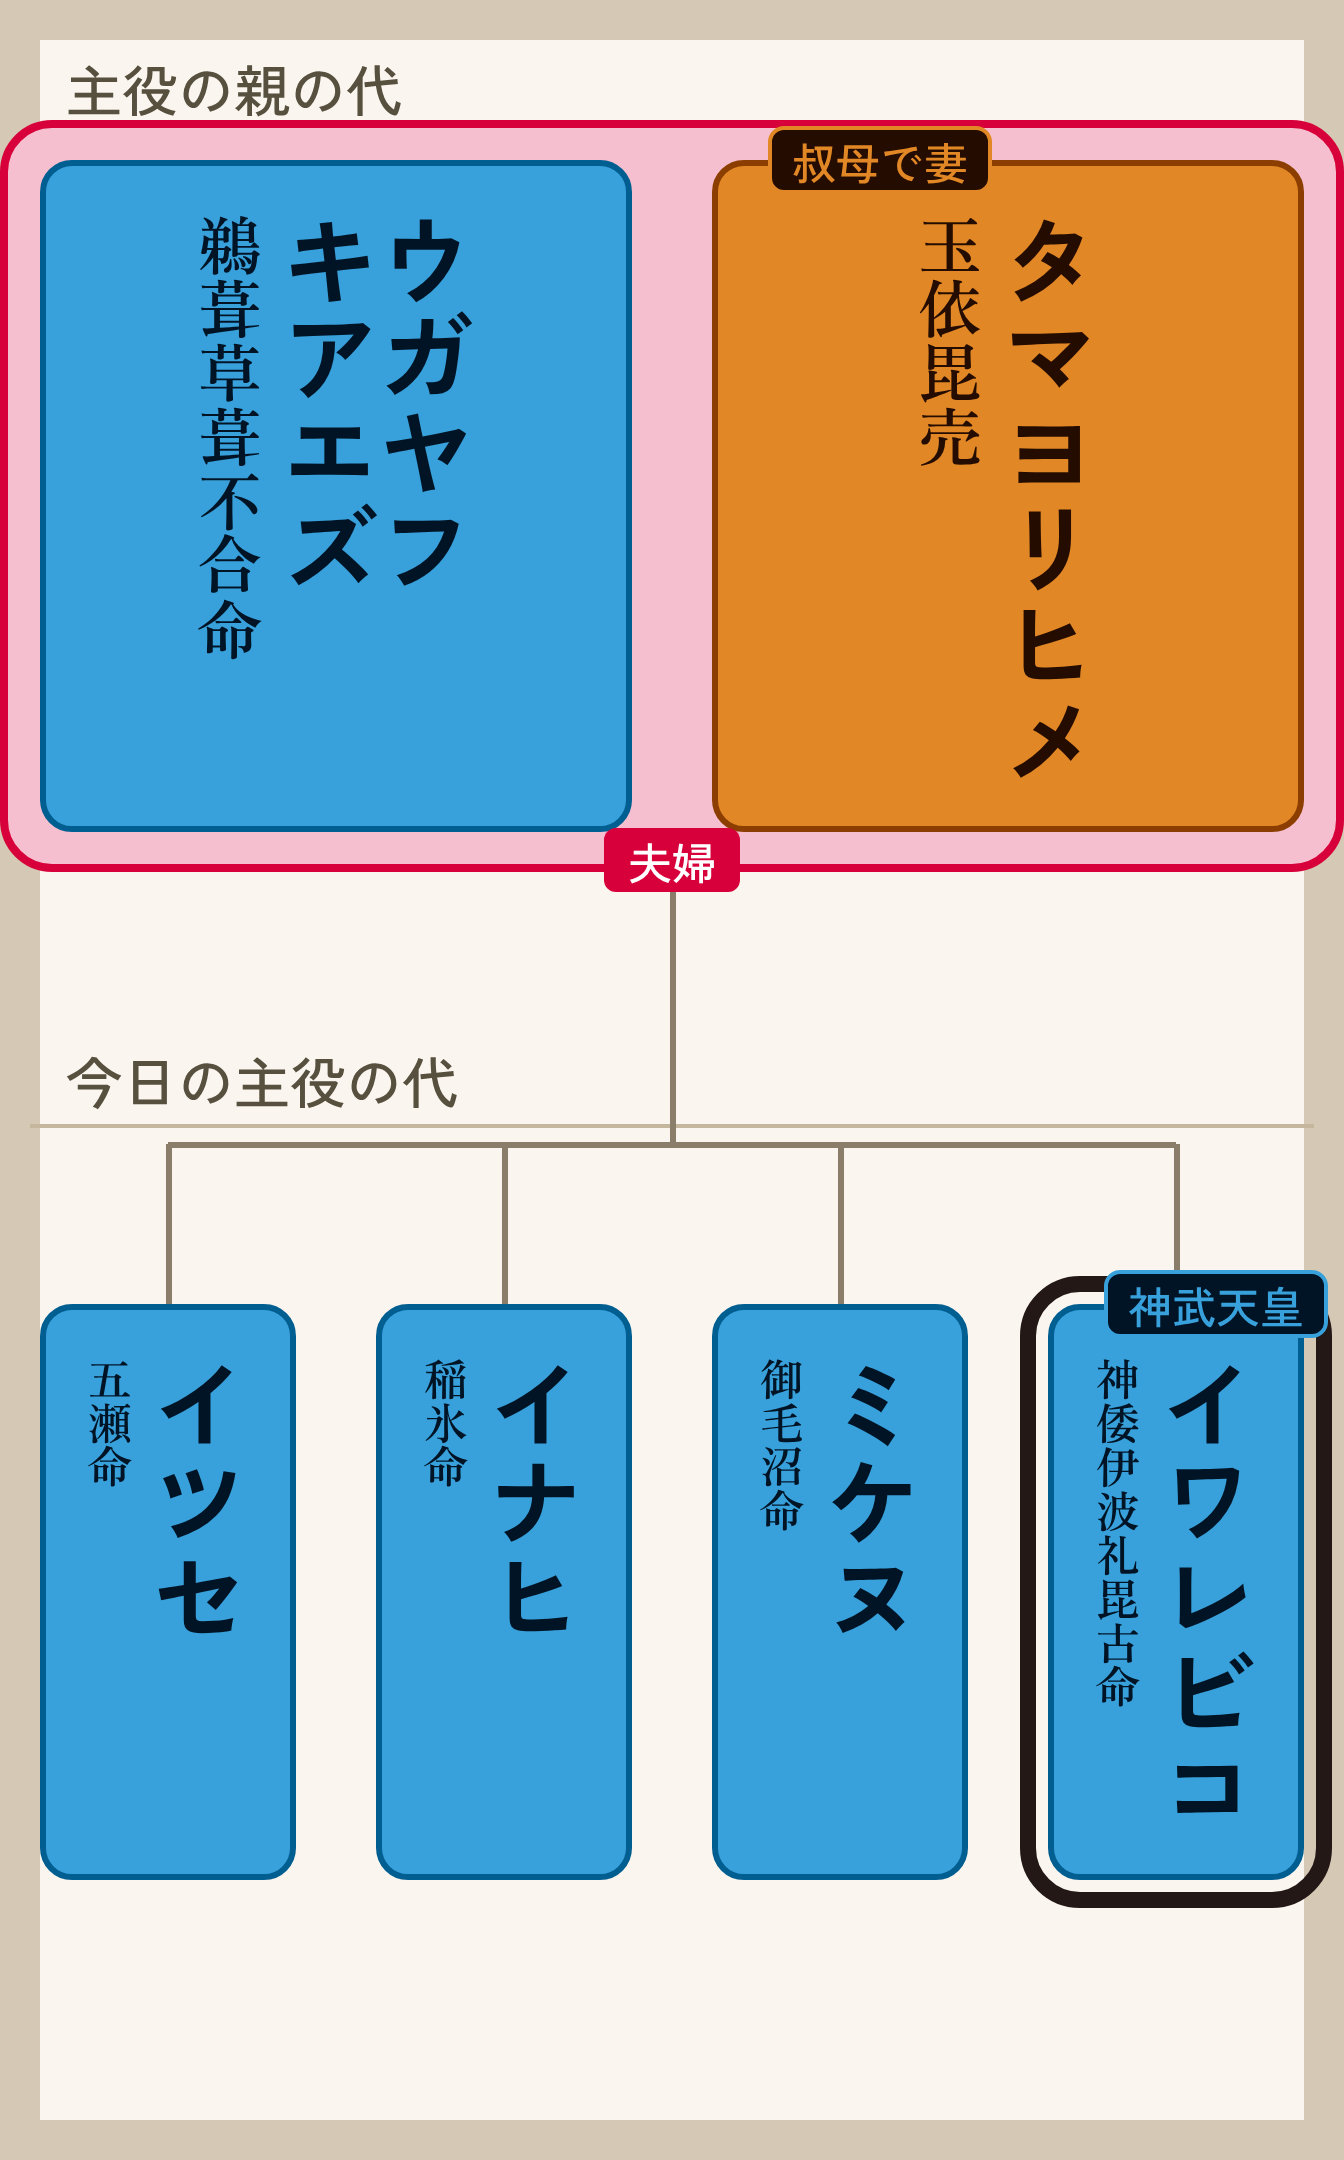 主役の親の代
叔母で妻
タマヨリヒメ
玉依毘売
ウガヤフ
キアエズ
鵜葺草葺不合命
夫婦
今日の主役の代
神武天皇
イワレビコ
神倭伊波礼毘古命
ミケヌ
御毛沼命
イナヒ
稲氷命
イツセ
五瀬命